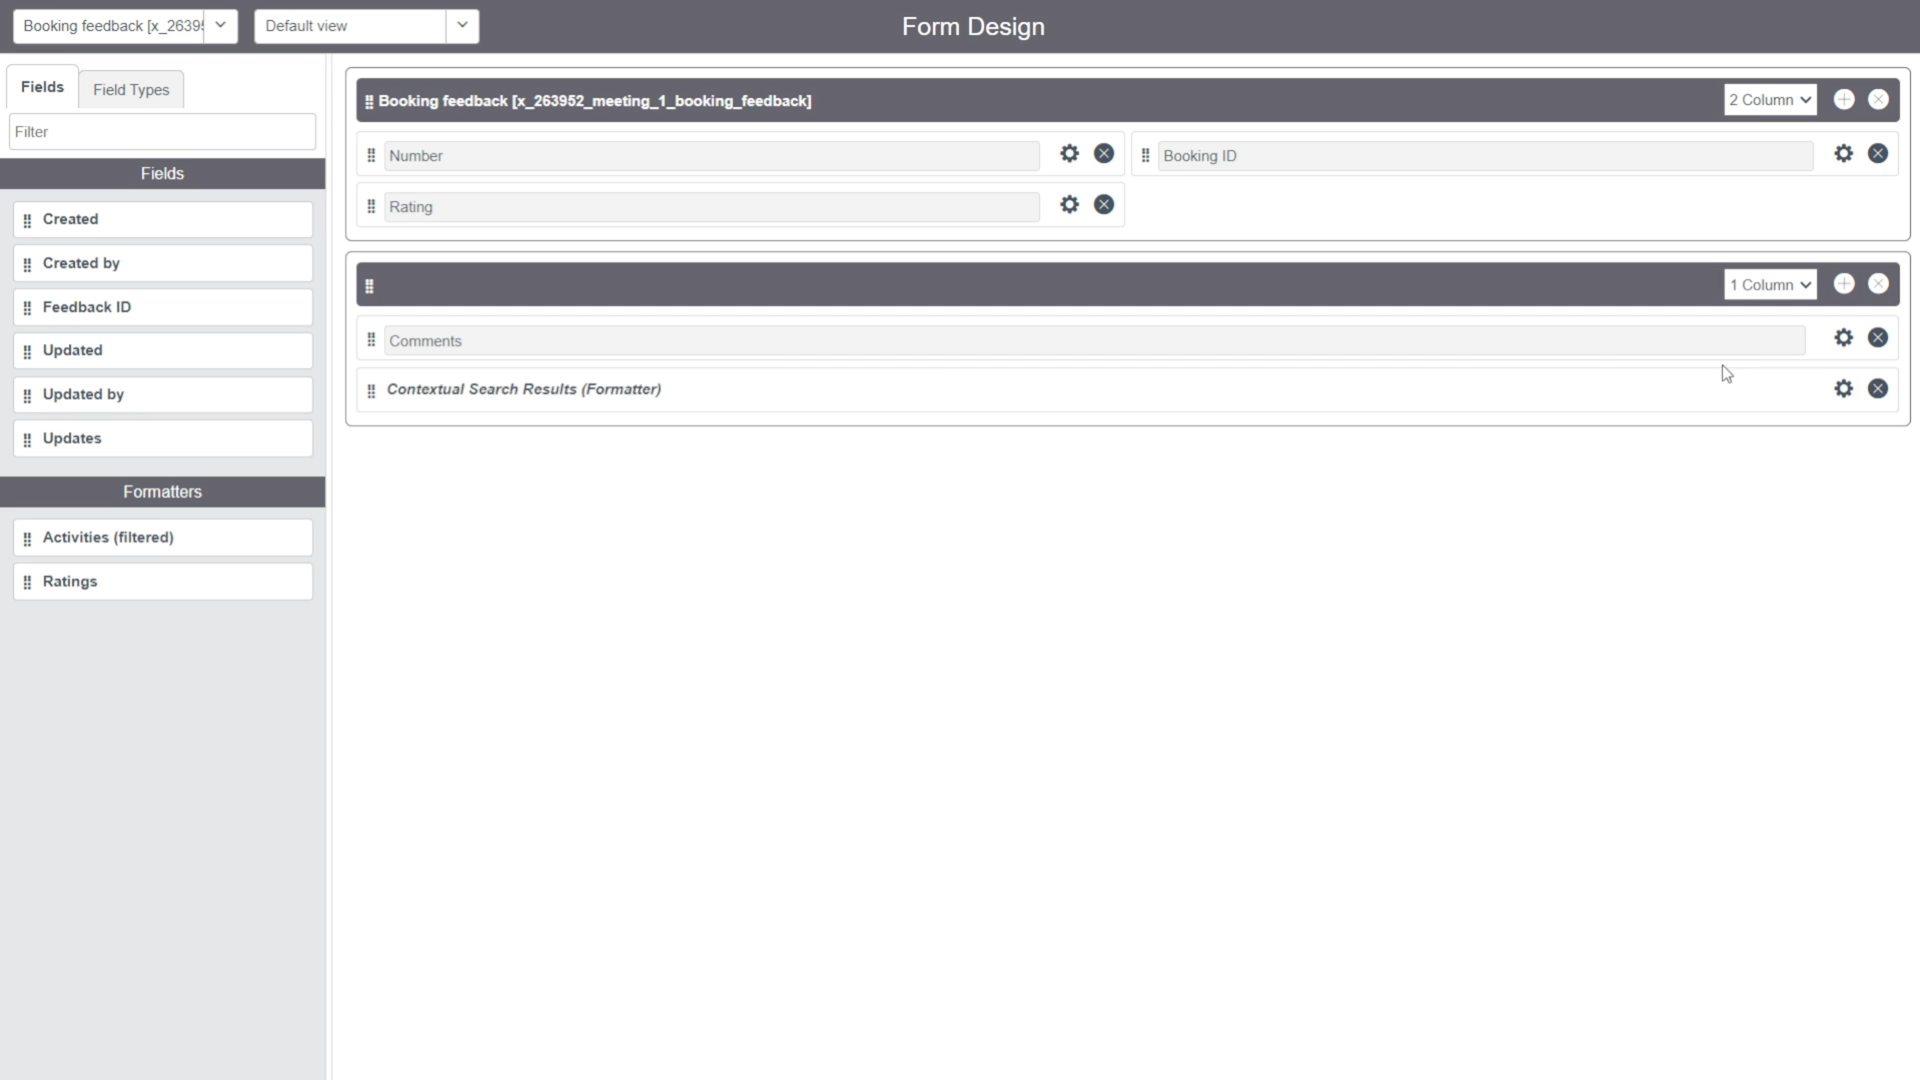 Booking feedback [x_2639
Default view
Form Design
Fields
Field Types
Filter
Fields
Created
Created by
Feedback ID
Updated
Updated by
Updates
Formatters
Activities (filtered)
Ratings
Booking feedback [x_263952_meeting_1_booking_feedback]
2 Column
Number
Booking ID
Rating
1 Column
Comments
Contextual Search Results (Formatter)